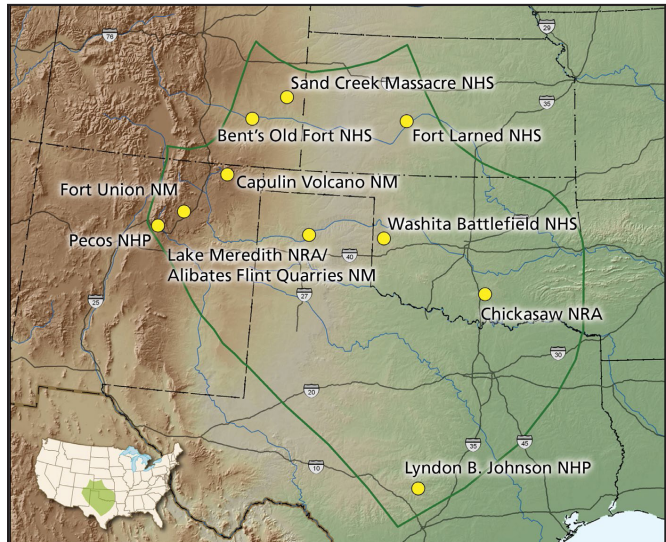 76
29
Sand Creek Massacre NHS
35
Bent's Old Fort NHS
Fort Larned NHS
Capulin Volcano NM
Fort Union NM
Washita Battlefield NHS
Pecos NHP
Lake Meredith NRA/
Alibates Flint Quarries NM
40
27
25
Chickasaw NRA
30
20
35
45
10
Lyndon B. Johnson NHP